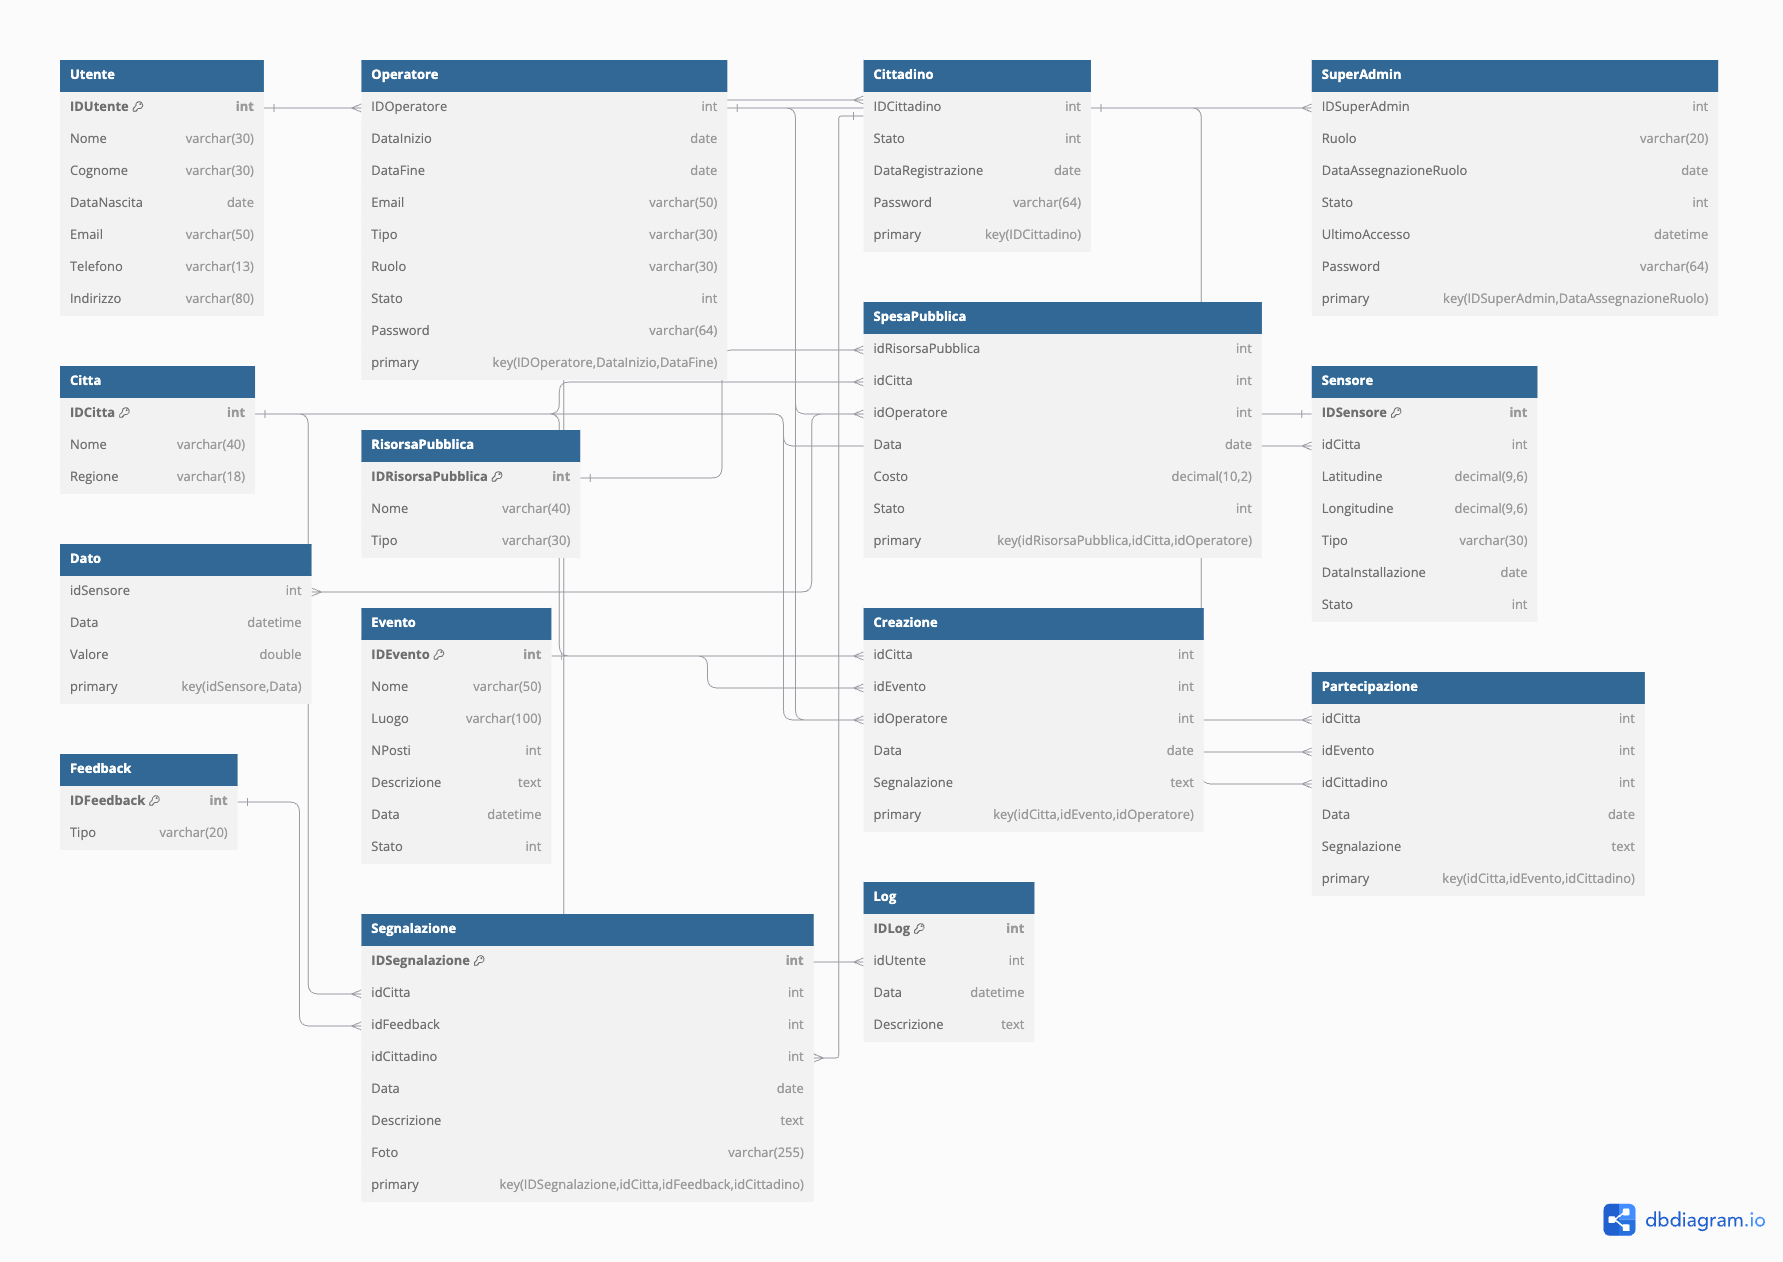 Utente
IDUtente int
Nome varchar(30)
Cognome varchar(30)
DataNascita date
Email varchar(50)
Telefono varchar(13)
Indirizzo varchar(80)
Operatore
IDOperatore int
DataInizio date
DataFine date
Email varchar(50)
Tipo varchar(30)
Ruolo varchar(30)
Stato int
Password varchar(64)
primary key(IDOperatore,DataInizio,DataFine)
Cittadino
IDCittadino int
Stato int
DataRegistrazione date
Password varchar(64)
primary key(IDCittadino)
SuperAdmin
IDSuperAdmin int
Ruolo varchar(20)
DataAssegnazioneRuolo date
Stato int
UltimoAccesso datetime
Password varchar(64)
primary key(IDSuperAdmin,DataAssegnazioneRuolo)
Citta
IDCitta int
Nome varchar(40)
Regione varchar(18)
RisorsaPubblica
IDRisorsaPubblica int
Nome varchar(40)
Tipo varchar(30)
SpesaPubblica
idRisorsaPubblica int
idCitta int
idOperatore int
Data date
Costo decimal(10,2)
Stato int
primary key(idRisorsaPubblica,idCitta,idOperatore)
Sensore
IDSensore int
idCitta int
Latitudine decimal(9,6)
Longitudine decimal(9,6)
Tipo varchar(30)
DataInstallazione date
Stato int
Dato
idSensore int
Data datetime
Valore double
primary key(idSensore,Data)
Evento
IDEvento int
Nome varchar(50)
Luogo varchar(100)
NPosti int
Descrizione text
Data datetime
Stato int
Creazione
idCitta int
idEvento int
idOperatore int
Data date
Segnalazione text
primary key(idCitta,idEvento,idOperatore)
Partecipazione
idCitta int
idEvento int
idCittadino int
Data date
Segnalazione text
primary key(idCitta,idEvento,idCittadino)
Feedback
IDFeedback int
Tipo varchar(20)
Segnalazione
IDSegnalazione int
idCitta int
idFeedback int
idCittadino int
Data date
Descrizione text
Foto varchar(255)
primary key(IDSegnalazione,idCitta,idFeedback,idCittadino)
Log
IDLog int
idUtente int
Data datetime
Descrizione text
dbdiagram.io